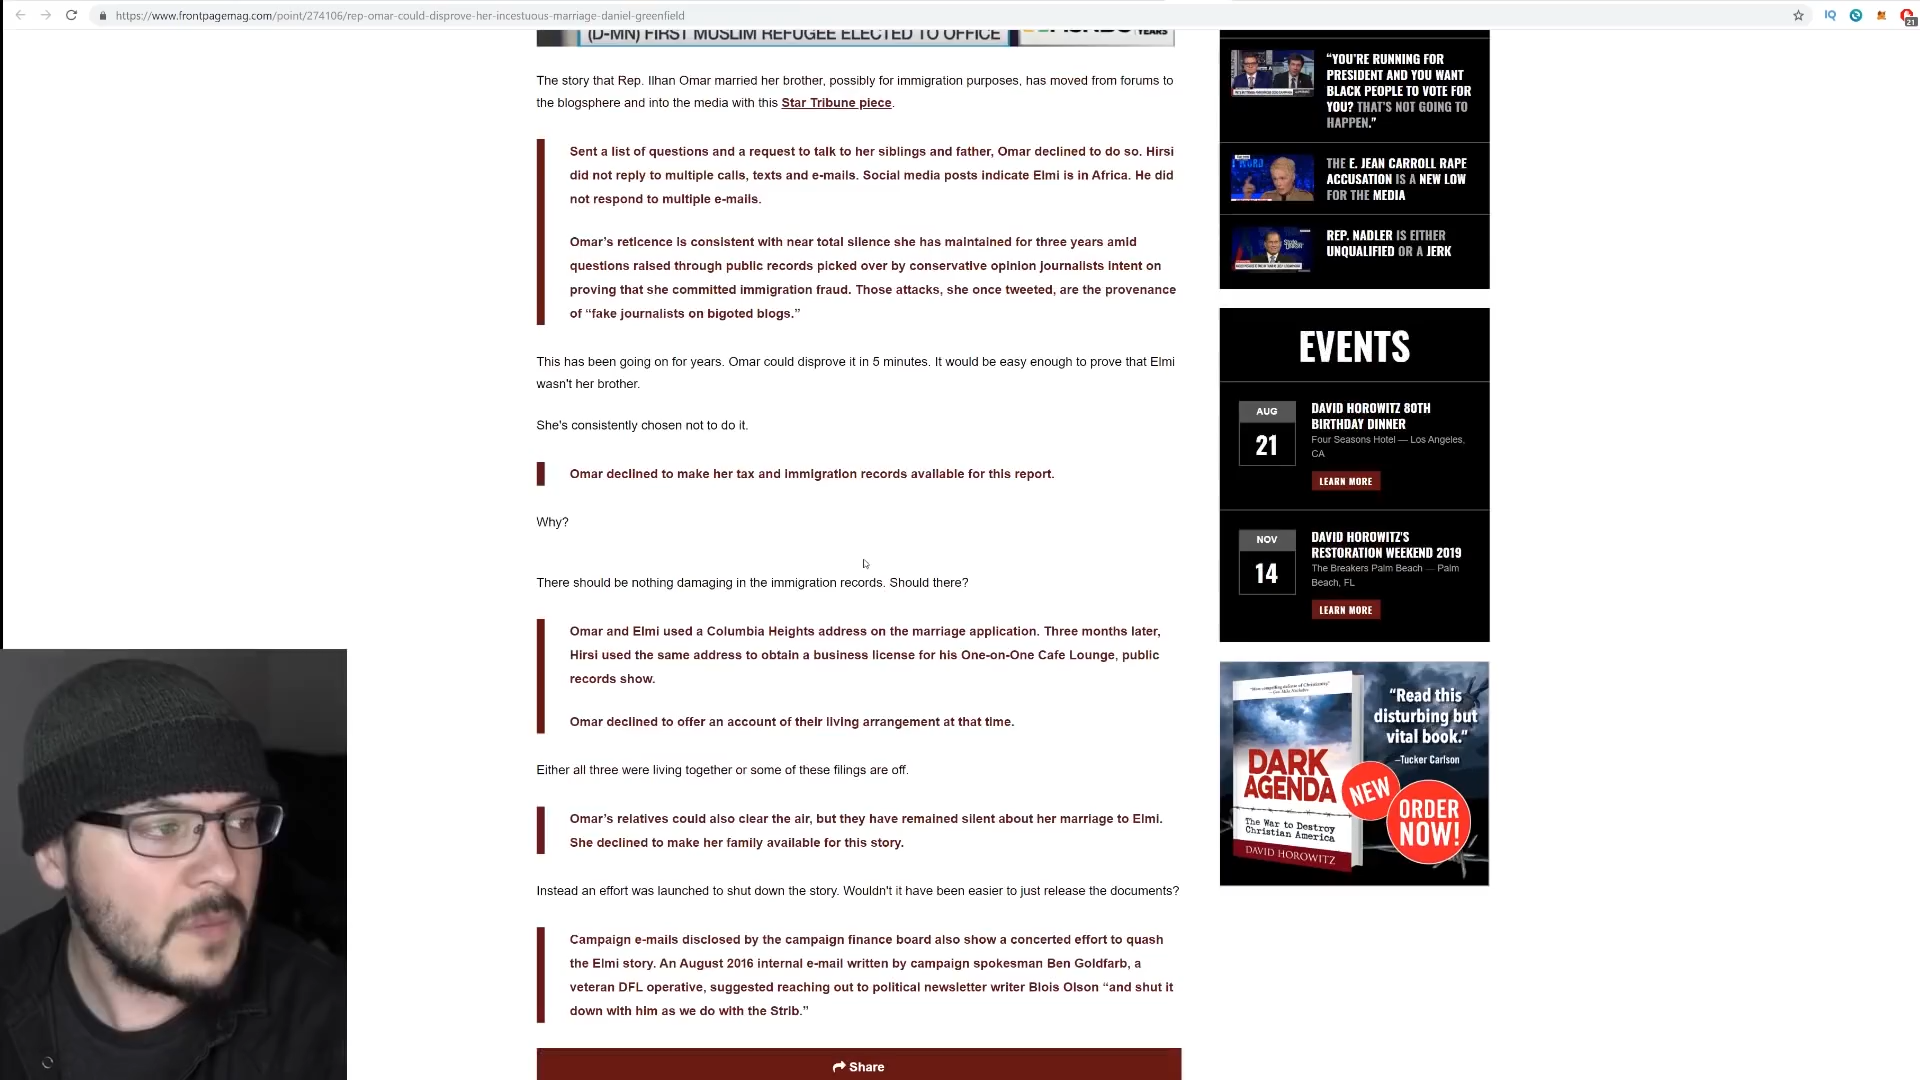 https://www.frontpagemag.com/point/274106/rep-omar-could-disprove-her-incestuous-marriage-daniel-greenfield
(D-MN) FIRST MUSLIM REFUGEE ELECTED TO OFFICE
YEARS
The story that Rep. Ilhan Omar married her brother, possibly for immigration purposes, has moved from forums to
the blogsphere and into the media with this Star Tribune piece.
Sent a list of questions and a request to talk to her siblings and father, Omar declined to do so. Hirsi
did not reply to multiple calls, texts and e-mails. Social media posts indicate Elmi is in Africa. He did
not respond to multiple e-mails.
Omar’s reticence is consistent with near total silence she has maintained for three years amid
questions raised through public records picked over by conservative opinion journalists intent on
proving that she committed immigration fraud. Those attacks, she once tweeted, are the provenance
of “fake journalists on bigoted blogs.”
This has been going on for years. Omar could disprove it in 5 minutes. It would be easy enough to prove that Elmi
wasn't her brother.
She's consistently chosen not to do it.
Omar declined to make her tax and immigration records available for this report.
Why?
There should be nothing damaging in the immigration records. Should there?
Omar and Elmi used a Columbia Heights address on the marriage application. Three months later,
Hirsi used the same address to obtain a business license for his One-on-One Cafe Lounge, public
records show.
Omar declined to offer an account of their living arrangement at that time.
Either all three were living together or some of these filings are off.
Omar’s relatives could also clear the air, but they have remained silent about her marriage to Elmi.
She declined to make her family available for this story.
Instead an effort was launched to shut down the story. Wouldn't it have been easier to just release the documents?
Campaign e-mails disclosed by the campaign finance board also show a concerted effort to quash
the Elmi story. An August 2016 internal e-mail written by campaign spokesman Ben Goldfarb, a
veteran DFL operative, suggested reaching out to political newsletter writer Blois Olson “and shut it
down with him as we do with the Strib.”
Share
“YOU’RE RUNNING FOR
PRESIDENT AND YOU WANT
BLACK PEOPLE TO VOTE FOR
YOU? THAT’S NOT GOING TO
HAPPEN.”
THE E. JEAN CARROLL RAPE
ACCUSATION IS A NEW LOW
FOR THE MEDIA
REP. NADLER IS EITHER
UNQUALIFIED OR A JERK
EVENTS
AUG
21
DAVID HOROWITZ 80TH
BIRTHDAY DINNER
Four Seasons Hotel — Los Angeles,
CA
LEARN MORE
NOV
14
DAVID HOROWITZ'S
RESTORATION WEEKEND 2019
The Breakers Palm Beach — Palm
Beach, FL
LEARN MORE
“Read this
disturbing but
vital book.”
–Tucker Carlson
DARK
AGENDA
The War to Destroy
Christian America
DAVID HOROWITZ
NEW
ORDER
NOW!
IQ
21